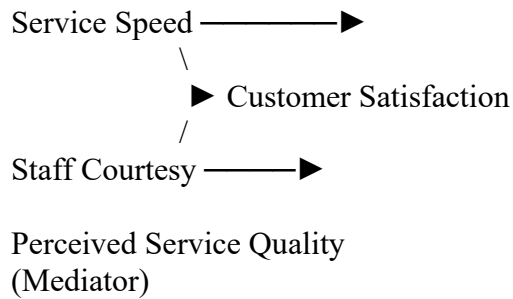 Service Speed ───────►
\
► Customer Satisfaction
/
Staff Courtesy ─────►
Perceived Service Quality
(Mediator)